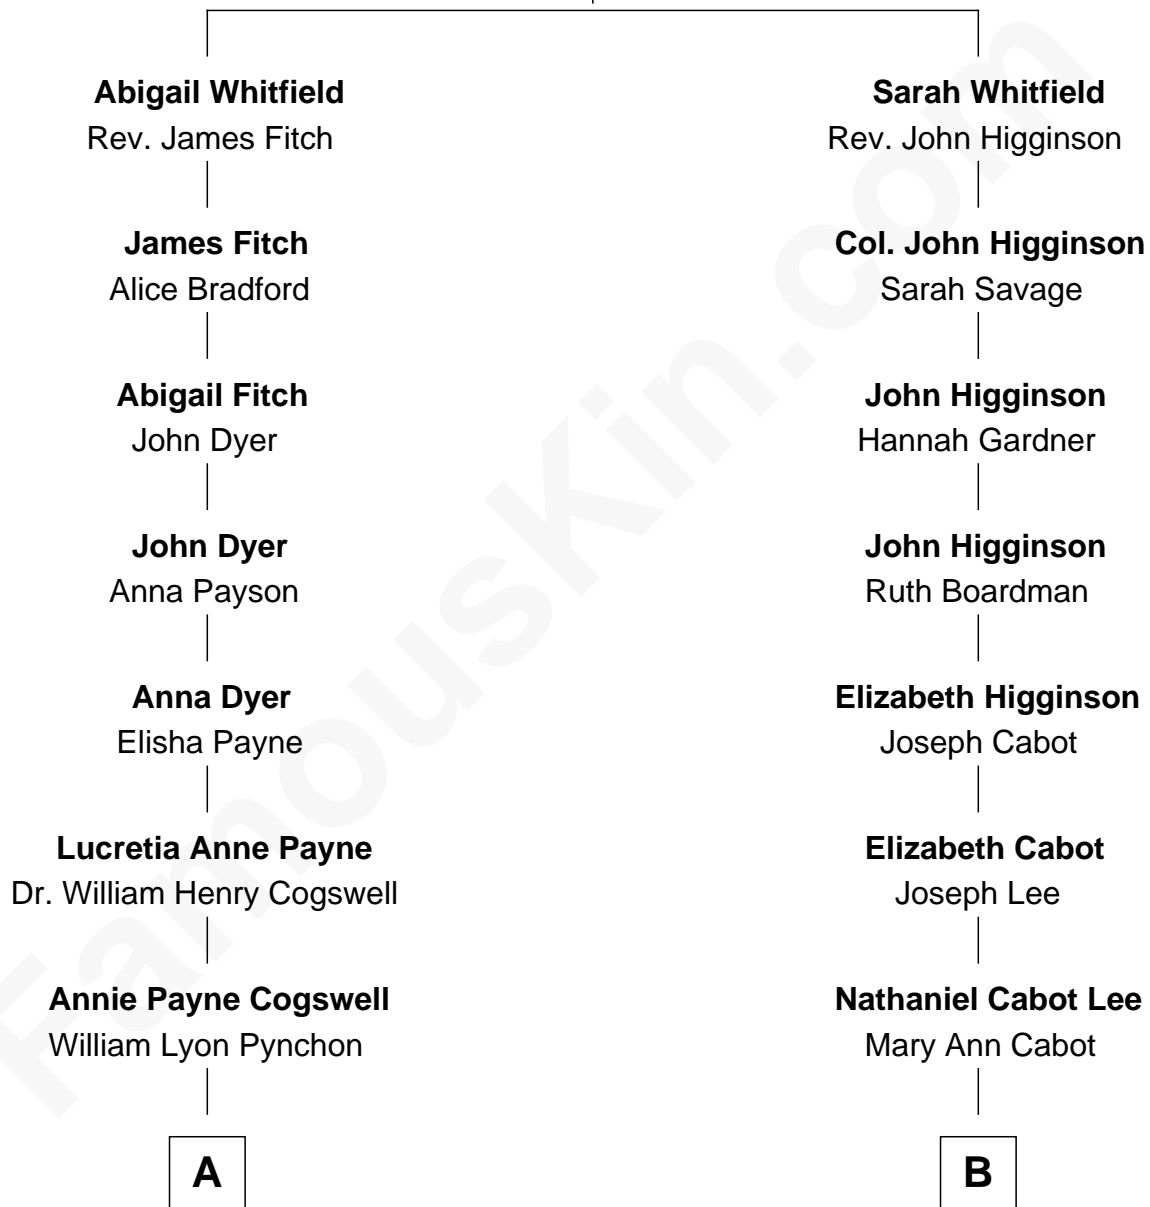 Abigail Whitfield
Rev. James Fitch
James Fitch
Alice Bradford
Abigail Fitch
John Dyer
John Dyer
Anna Payson
Anna Dyer
Elisha Payne
Lucretia Anne Payne
Dr. William Henry Cogswell
Annie Payne Cogswell
William Lyon Pynchon
A
Sarah Whitfield
Rev. John Higginson
Col. John Higginson
Sarah Savage
John Higginson
Hannah Gardner
John Higginson
Ruth Boardman
Elizabeth Higginson
Joseph Cabot
Elizabeth Cabot
Joseph Lee
Nathaniel Cabot Lee
Mary Ann Cabot
B
FamousKin.com